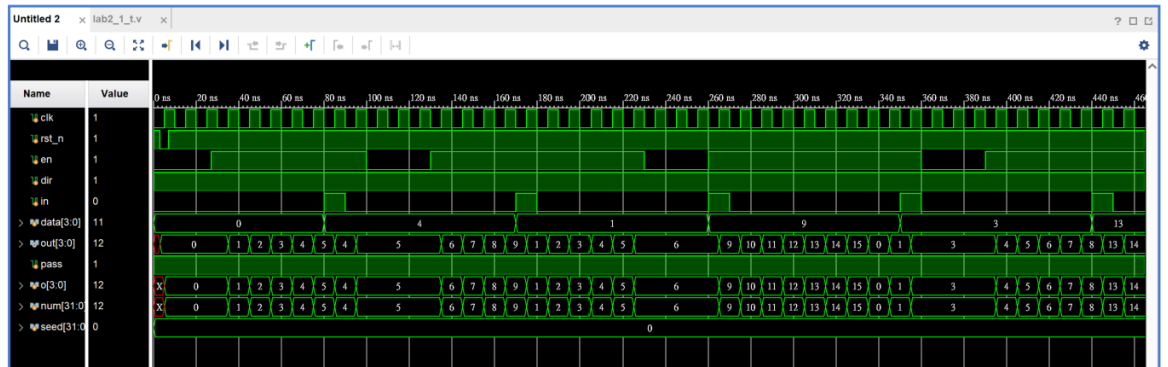 Untitled 2 × lab2_1_t.v × ?
Name Value
0 ns 20 ns 40 ns 60 ns 80 ns 100 ns 120 ns 140 ns 160 ns 180 ns 200 ns 220 ns 240 ns 260 ns 280 ns 300 ns 320 ns 340 ns 360 ns 380 ns 400 ns 420 ns 440 ns 46
clk 1
rst_n 1
en 1
dir 1
in 0
data[3:0] 11 0 4 1 9 3 13
out[3:0] 12 0 1 2 3 4 5 4 5 6 7 8 9 1 2 3 4 5 6 9 10 11 12 13 14 15 0 1 3 4 5 6 7 8 13 14
pass 1
o[3:0] 12 X 0 1 2 3 4 5 4 5 6 7 8 9 1 2 3 4 5 6 9 10 11 12 13 14 15 0 1 3 4 5 6 7 8 13 14
num[31:0] 12 X 0 1 2 3 4 5 4 5 6 7 8 9 1 2 3 4 5 6 9 10 11 12 13 14 15 0 1 3 4 5 6 7 8 13 14
seed[31:0 0 0